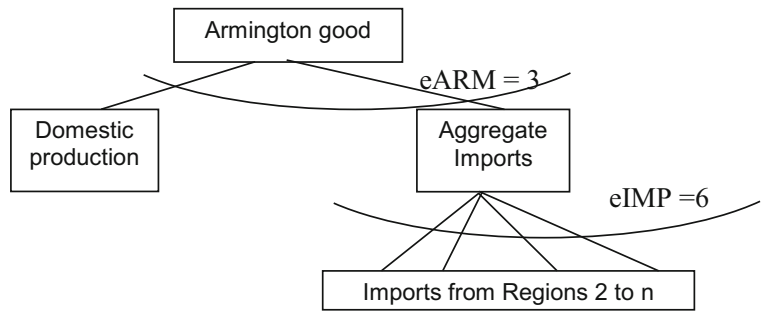 Armington good
eARM = 3
Domestic
production
Aggregate
Imports
eIMP =6
Imports from Regions 2 to n